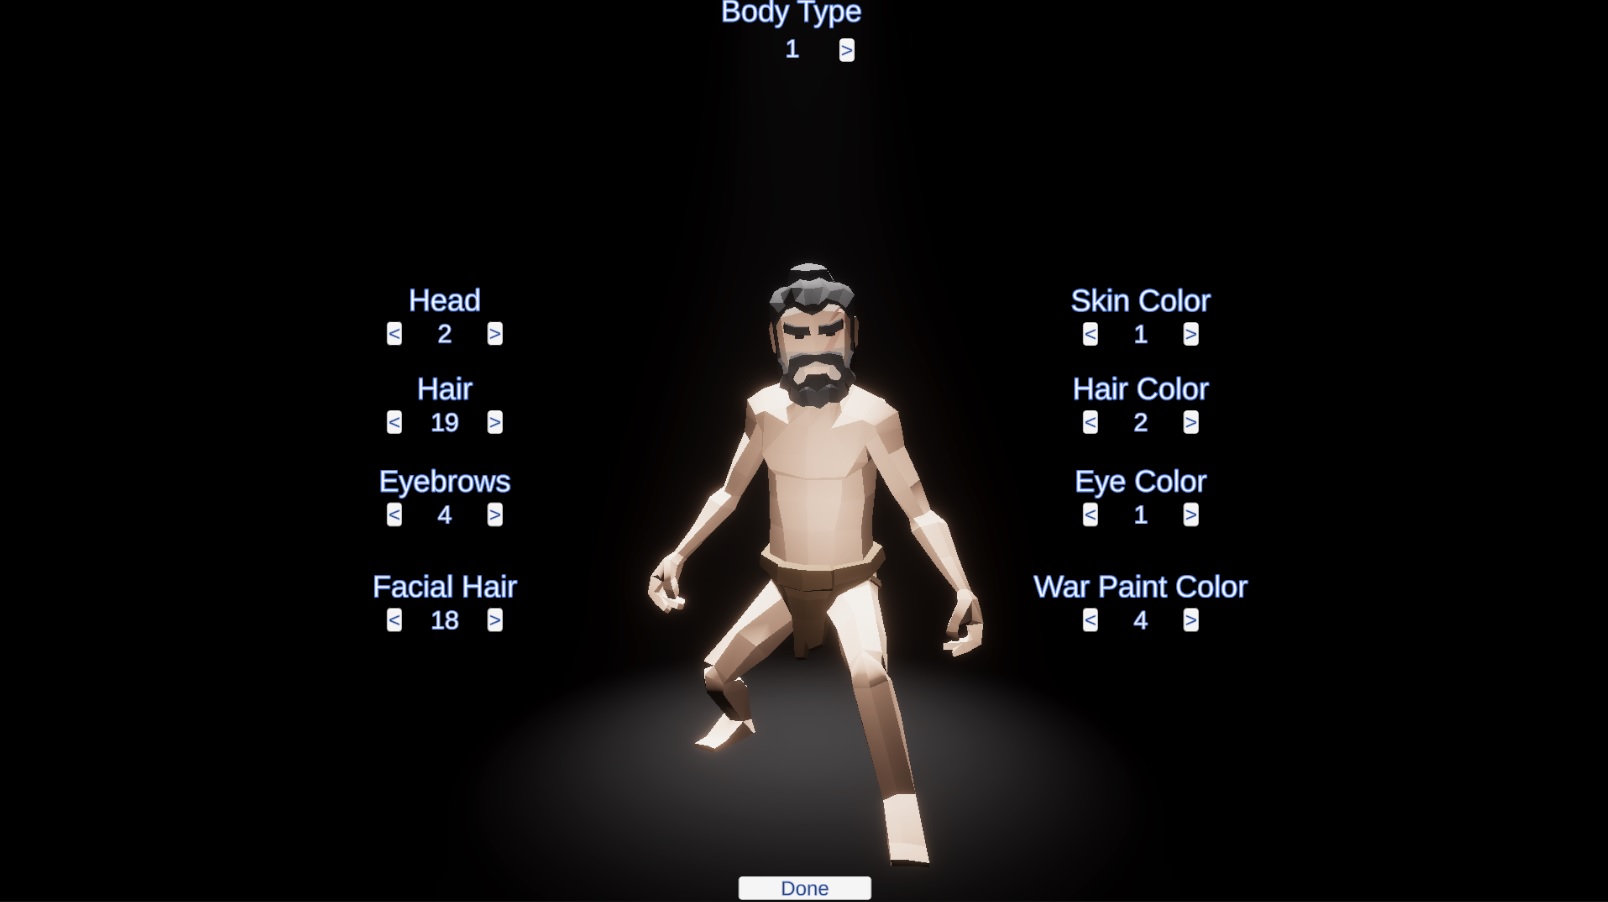 Body Type
1 >
Head
< 2 >
Hair
< 19 >
Eyebrows
< 4 >
Facial Hair
< 18 >
Skin Color
< 1 >
Hair Color
< 2 >
Eye Color
< 1 >
War Paint Color
< 4 >
Done